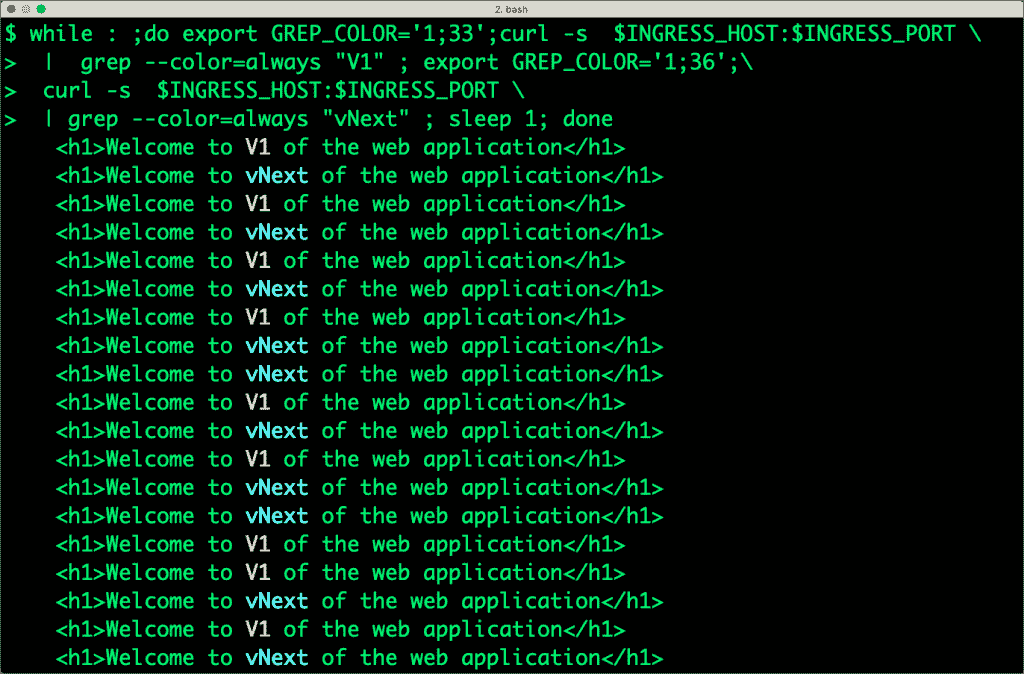 2. bash
$ while : ;do export GREP_COLOR='1;33';curl -s  $INGRESS_HOST:$INGRESS_PORT \
>  |  grep --color=always "V1" ; export GREP_COLOR='1;36';\
>  curl -s  $INGRESS_HOST:$INGRESS_PORT \
>  | grep --color=always "vNext" ; sleep 1; done
<h1>Welcome to V1 of the web application</h1>
<h1>Welcome to vNext of the web application</h1>
<h1>Welcome to V1 of the web application</h1>
<h1>Welcome to vNext of the web application</h1>
<h1>Welcome to V1 of the web application</h1>
<h1>Welcome to vNext of the web application</h1>
<h1>Welcome to V1 of the web application</h1>
<h1>Welcome to vNext of the web application</h1>
<h1>Welcome to vNext of the web application</h1>
<h1>Welcome to V1 of the web application</h1>
<h1>Welcome to vNext of the web application</h1>
<h1>Welcome to V1 of the web application</h1>
<h1>Welcome to vNext of the web application</h1>
<h1>Welcome to vNext of the web application</h1>
<h1>Welcome to V1 of the web application</h1>
<h1>Welcome to V1 of the web application</h1>
<h1>Welcome to vNext of the web application</h1>
<h1>Welcome to V1 of the web application</h1>
<h1>Welcome to vNext of the web application</h1>